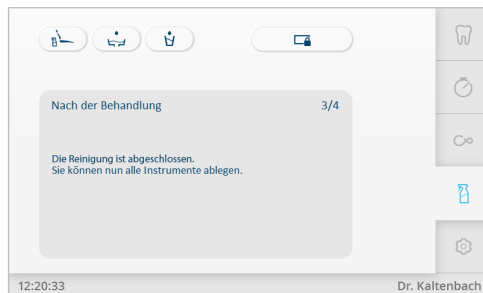 Nach der Behandlung 3/4
Die Reinigung ist abgeschlossen.
Sie können nun alle Instrumente ablegen.
12:20:33 Dr. Kaltenbach